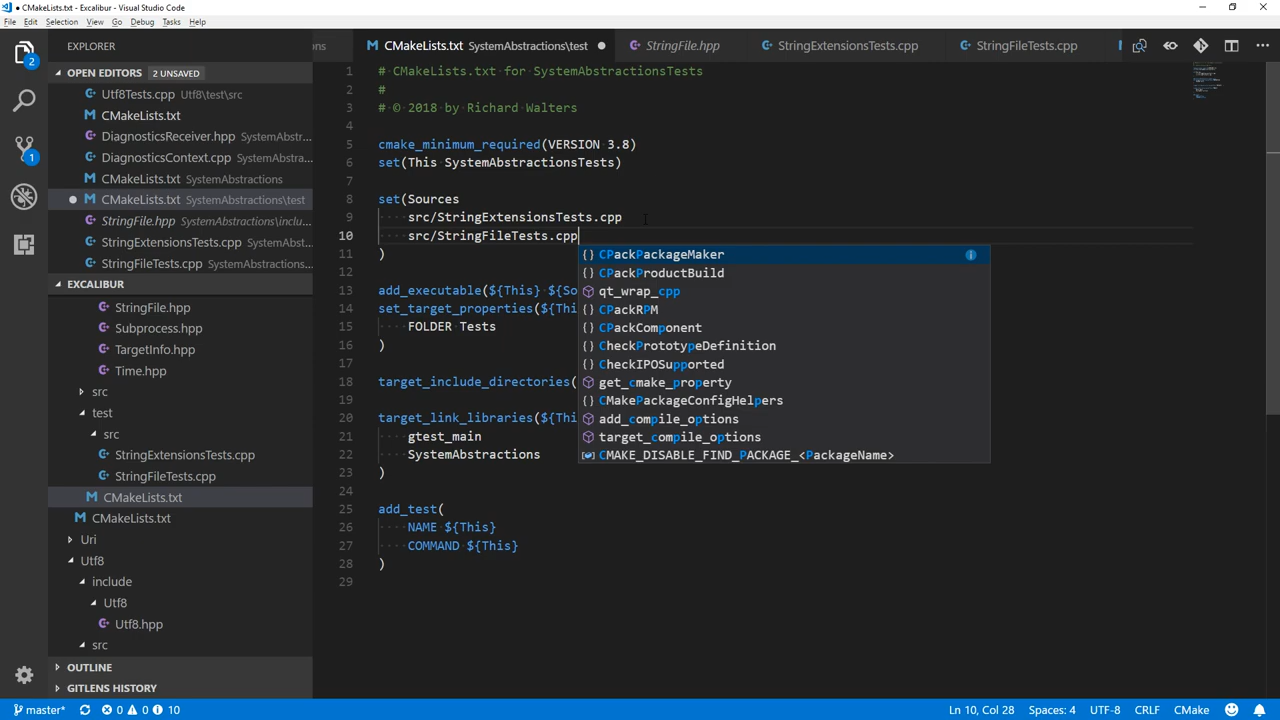 ● CMakeLists.txt - Excalibur - Visual Studio Code
File Edit Selection View Go Debug Tasks Help
EXPLORER
OPEN EDITORS 2 UNSAVED
Utf8Tests.cpp Utf8\test\src
CMakeLists.txt
DiagnosticsReceiver.hpp SystemAbstr...
DiagnosticsContext.cpp SystemAbstra...
CMakeLists.txt SystemAbstractions
CMakeLists.txt SystemAbstractions\test
StringFile.hpp SystemAbstractions\inclu...
StringExtensionsTests.cpp SystemAbstra...
StringFileTests.cpp SystemAbstractions...
EXCALIBUR
StringFile.hpp
Subprocess.hpp
TargetInfo.hpp
Time.hpp
src
test
src
StringExtensionsTests.cpp
StringFileTests.cpp
CMakeLists.txt
CMakeLists.txt
Uri
Utf8
include
Utf8
Utf8.hpp
src
OUTLINE
GITLENS HISTORY
2
1
ns CMakeLists.txt SystemAbstractions\test StringFile.hpp StringExtensionsTests.cpp StringFileTests.cpp
1 # CMakeLists.txt for SystemAbstractionsTests
2 #
3 # © 2018 by Richard Walters
4
5 cmake_minimum_required(VERSION 3.8)
6 set(This SystemAbstractionsTests)
7
8 set(Sources
9 src/StringExtensionsTests.cpp
10 src/StringFileTests.cpp
11 )
12
13 add_executable(${This} ${So
14 set_target_properties(${Thi
15 FOLDER Tests
16 )
17
18 target_include_directories(
19
20 target_link_libraries(${Thi
21 gtest_main
22 SystemAbstractions
23 )
24
25 add_test(
26 NAME ${This}
27 COMMAND ${This}
28 )
29
CPackPackageMaker
CPackProductBuild
qt_wrap_cpp
CPackRPM
CPackComponent
CheckPrototypeDefinition
CheckIPOSupported
get_cmake_property
CMakePackageConfigHelpers
add_compile_options
target_compile_options
CMAKE_DISABLE_FIND_PACKAGE_<PackageName>
master* 0 0 10 Ln 10, Col 28 Spaces: 4 UTF-8 CRLF CMake